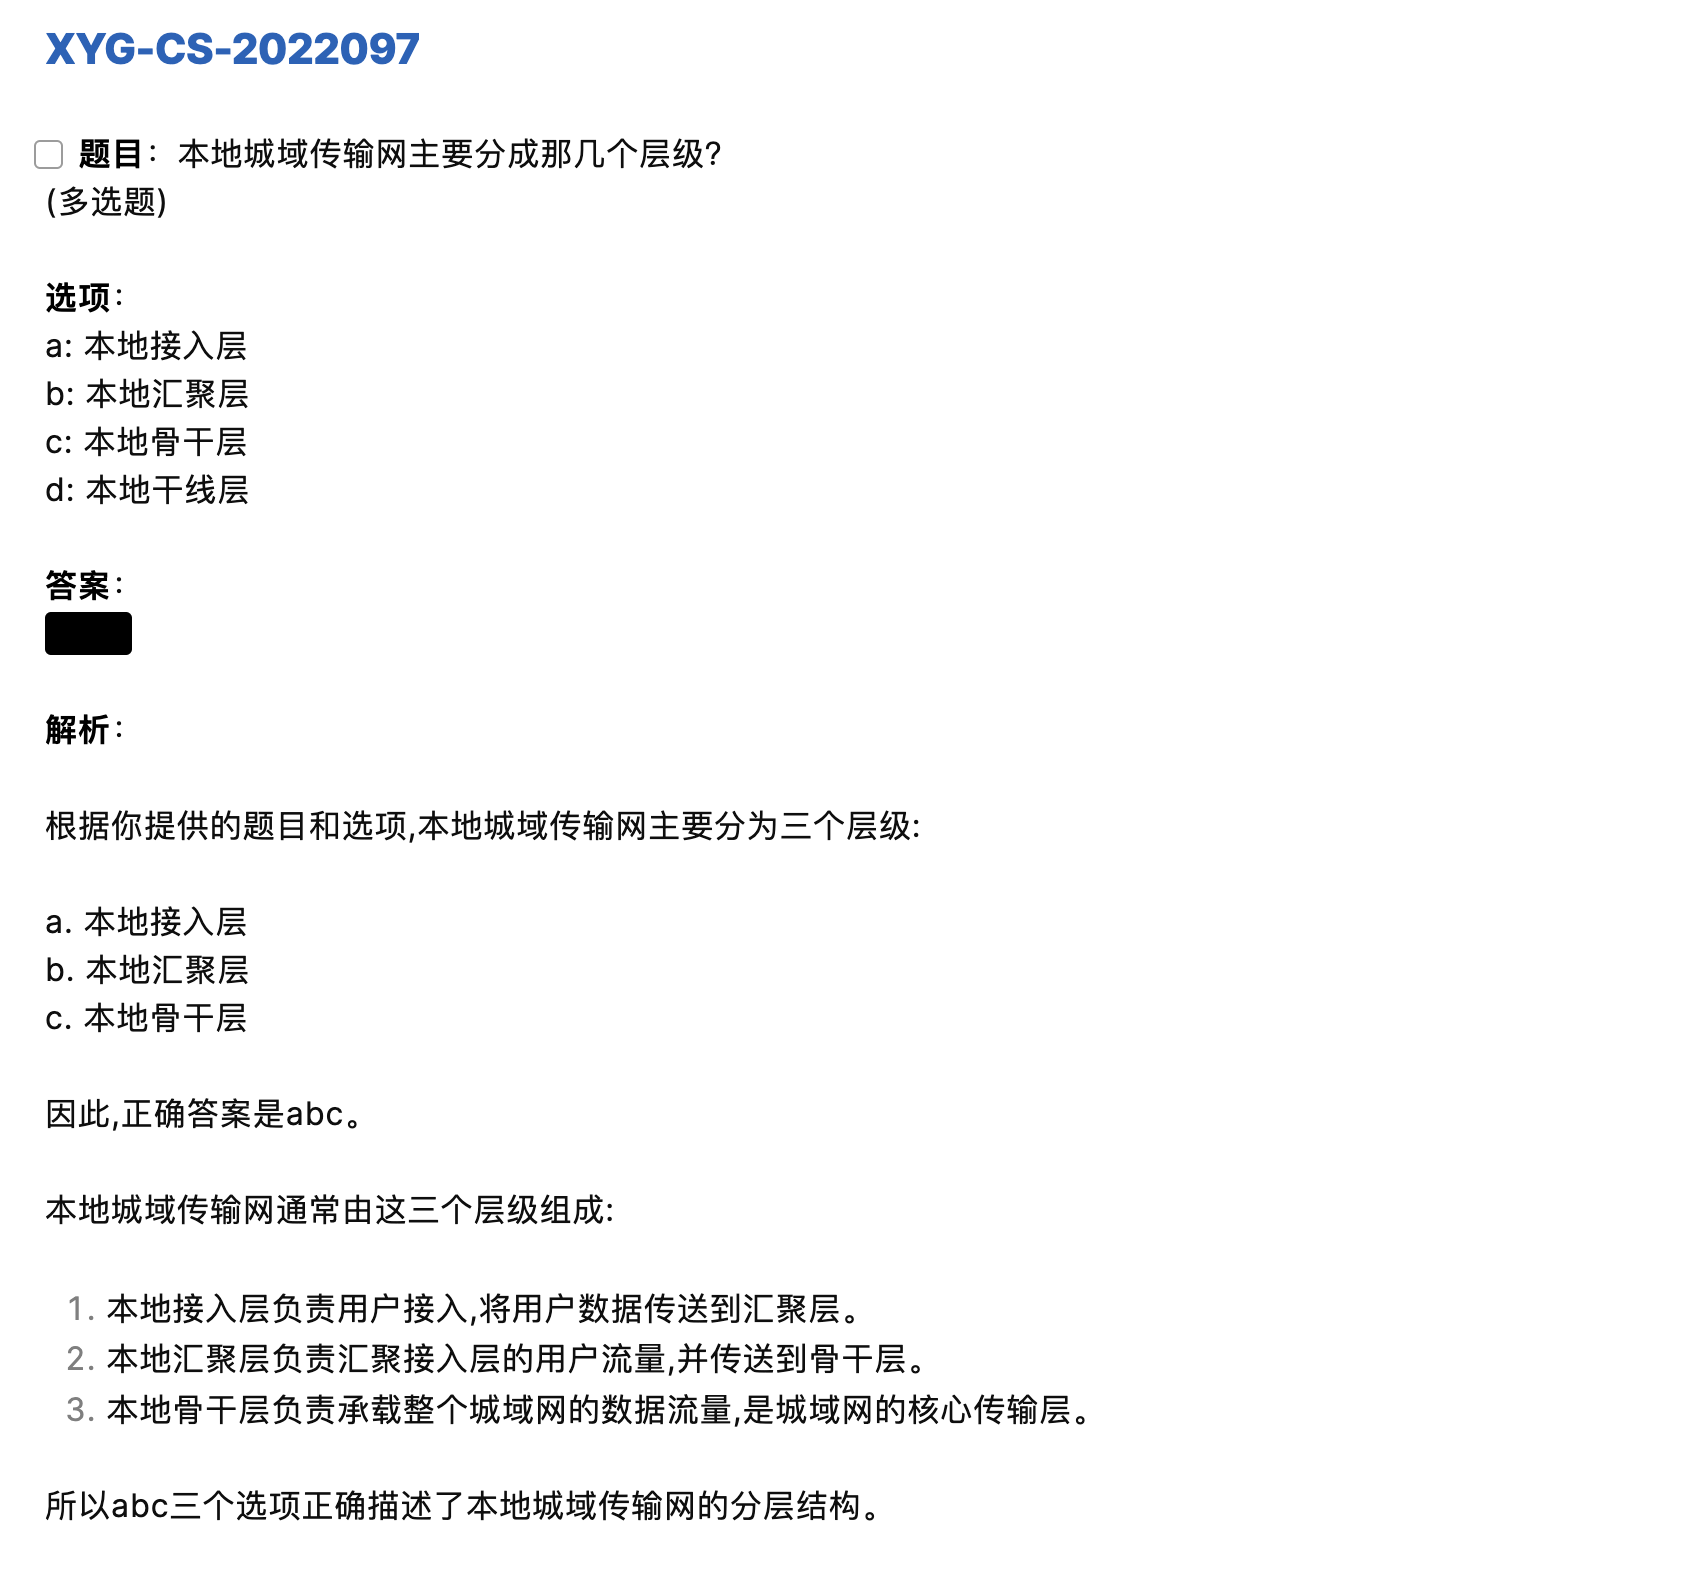 XYG-CS-2022097
题目：本地城域传输网主要分成那几个层级?
(多选题)
选项：
a: 本地接入层
b: 本地汇聚层
c: 本地骨干层
d: 本地干线层
答案：
解析：
根据你提供的题目和选项,本地城域传输网主要分为三个层级:
a. 本地接入层
b. 本地汇聚层
c. 本地骨干层
因此,正确答案是abc。
本地城域传输网通常由这三个层级组成:
1. 本地接入层负责用户接入,将用户数据传送到汇聚层。
2. 本地汇聚层负责汇聚接入层的用户流量,并传送到骨干层。
3. 本地骨干层负责承载整个城域网的数据流量,是城域网的核心传输层。
所以abc三个选项正确描述了本地城域传输网的分层结构。